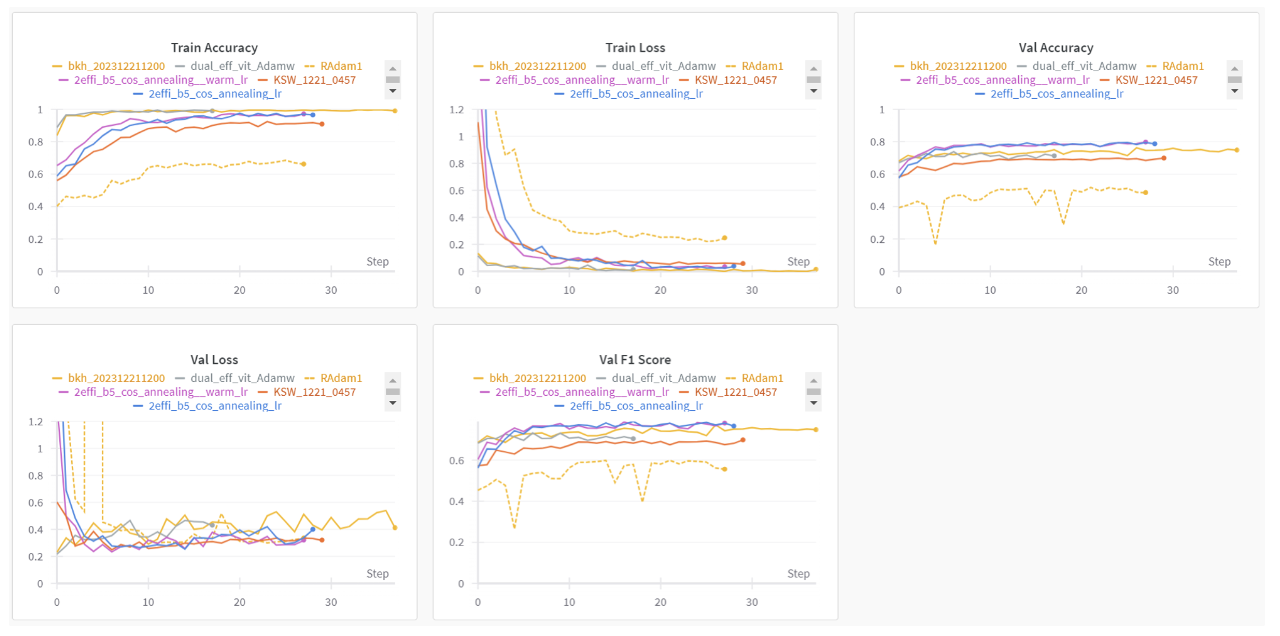 Train Accuracy
bkh_202312211200 dual_eff_vit_Adamw RAdam1
2effi_b5_cos_annealing__warm_lr KSW_1221_0457
2effi_b5_cos_annealing_lr
1
0.8
0.6
0.4
0.2
0
Step
0 10 20 30
Train Loss
bkh_202312211200 dual_eff_vit_Adamw RAdam1
2effi_b5_cos_annealing__warm_lr KSW_1221_0457
2effi_b5_cos_annealing_lr
1.2
1
0.8
0.6
0.4
0.2
0
Step
0 10 20 30
Val Accuracy
bkh_202312211200 dual_eff_vit_Adamw RAdam1
2effi_b5_cos_annealing__warm_lr KSW_1221_0457
2effi_b5_cos_annealing_lr
1
0.8
0.6
0.4
0.2
0
Step
0 10 20 30
Val Loss
bkh_202312211200 dual_eff_vit_Adamw RAdam1
2effi_b5_cos_annealing__warm_lr KSW_1221_0457
2effi_b5_cos_annealing_lr
1.2
1
0.8
0.6
0.4
0.2
0
Step
0 10 20 30
Val F1 Score
bkh_202312211200 dual_eff_vit_Adamw RAdam1
2effi_b5_cos_annealing__warm_lr KSW_1221_0457
2effi_b5_cos_annealing_lr
0.6
0.4
0.2
0
Step
0 10 20 30